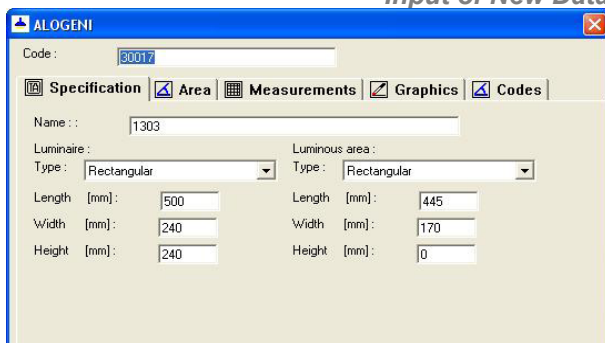 Input of New Data
ALOGENI
Code : 30017
Specification Area Measurements Graphics Codes
Name : : 1303
Luminaire : Luminous area :
Type : Rectangular Type : Rectangular
Length [mm] : 500 Length [mm] : 445
Width [mm] : 240 Width [mm] : 170
Height [mm] : 240 Height [mm] : 0